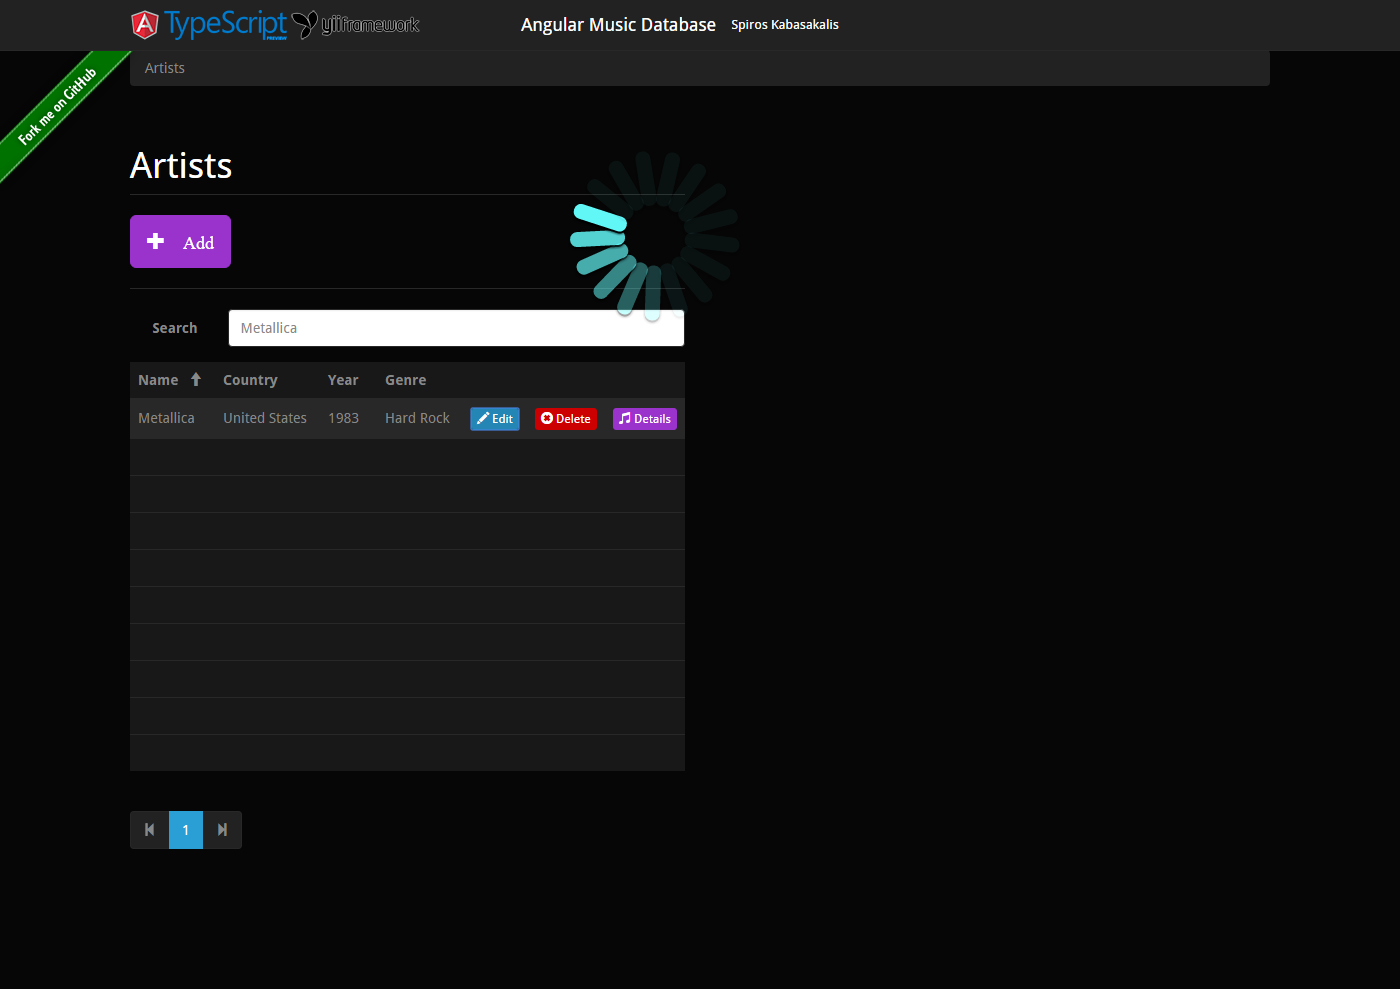 TypeScript PREVIEW yiiframework Angular Music Database Spiros Kabasakalis
Artists
Fork me on GitHub
Artists
Add
Search Metallica
Name Country Year Genre
Metallica United States 1983 Hard Rock Edit Delete Details
1